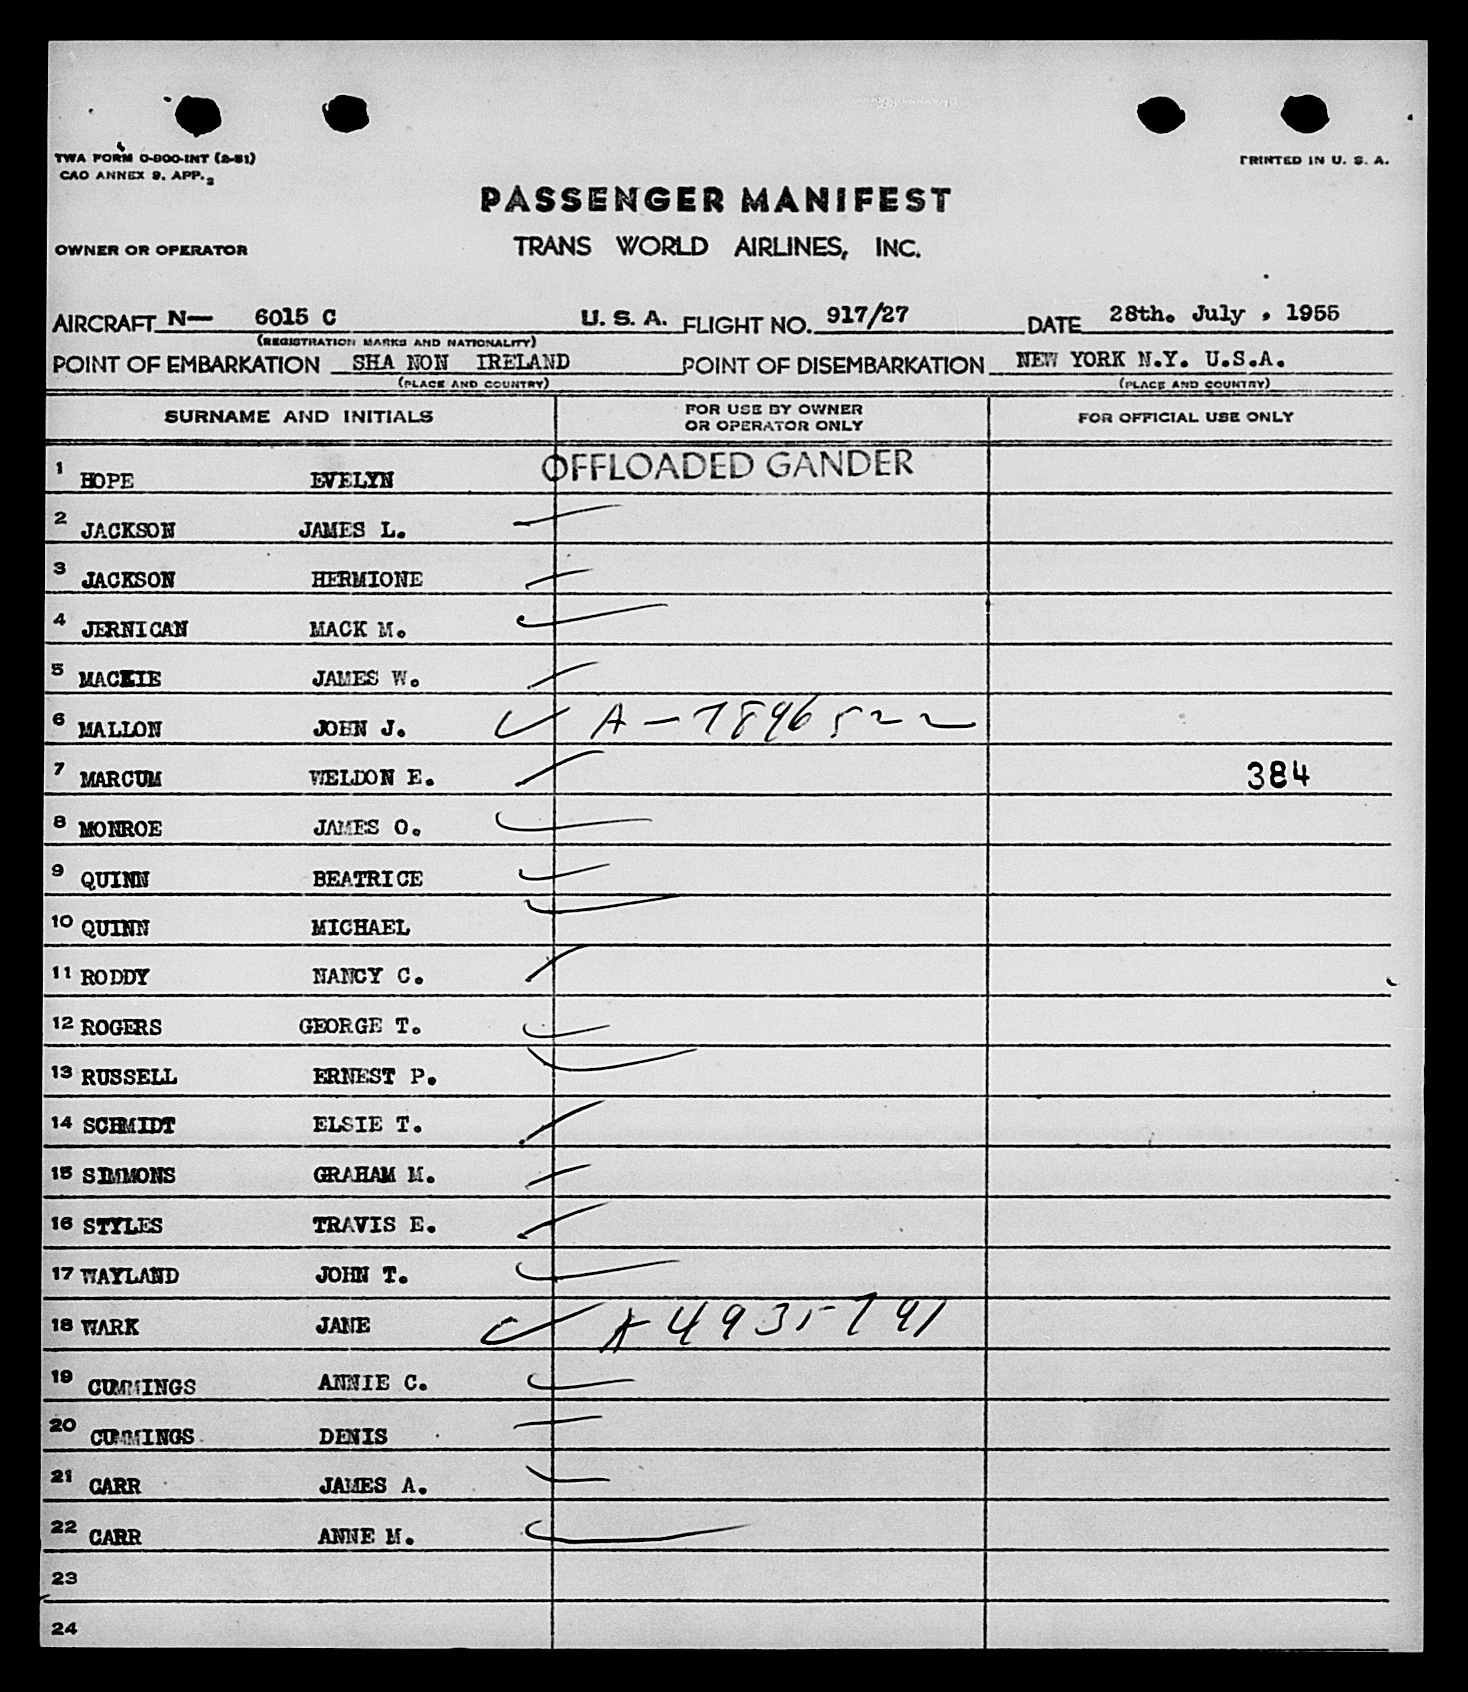 TWA FORM O-800-INT (2-51)
CAO ANNEX 9. APP. 2
PRINTED IN U. S. A.
PASSENGER MANIFEST
OWNER OR OPERATOR TRANS WORLD AIRLINES, INC.
AIRCRAFT N— 6015 C U. S. A. FLIGHT NO. 917/27 DATE 28th. July , 1955
(REGISTRATION MARKS AND NATIONALITY)
POINT OF EMBARKATION SHA NON IRELAND POINT OF DISEMBARKATION NEW YORK N.Y. U.S.A.
(PLACE AND COUNTRY) (PLACE AND COUNTRY)
SURNAME AND INITIALS FOR USE BY OWNER OR OPERATOR ONLY FOR OFFICIAL USE ONLY
1 HOPE EVELYN OFFLOADED GANDER
2 JACKSON JAMES L.
3 JACKSON HERMIONE
4 JERNICAN MACK M.
5 MACKIE JAMES W.
6 MALLON JOHN J. A-7896522
7 MARCUM WELDON E. 384
8 MONROE JAMES O.
9 QUINN BEATRICE
10 QUINN MICHAEL
11 RODDY NANCY C.
12 ROGERS GEORGE T.
13 RUSSELL ERNEST P.
14 SCHMIDT ELSIE T.
15 SIMMONS GRAHAM M.
16 STYLES TRAVIS E.
17 WAYLAND JOHN T.
18 WARK JANE A 4935791
19 CUMMINGS ANNIE C.
20 CUMMINGS DENIS
21 CARR JAMES A.
22 CARR ANNE M.
23
24